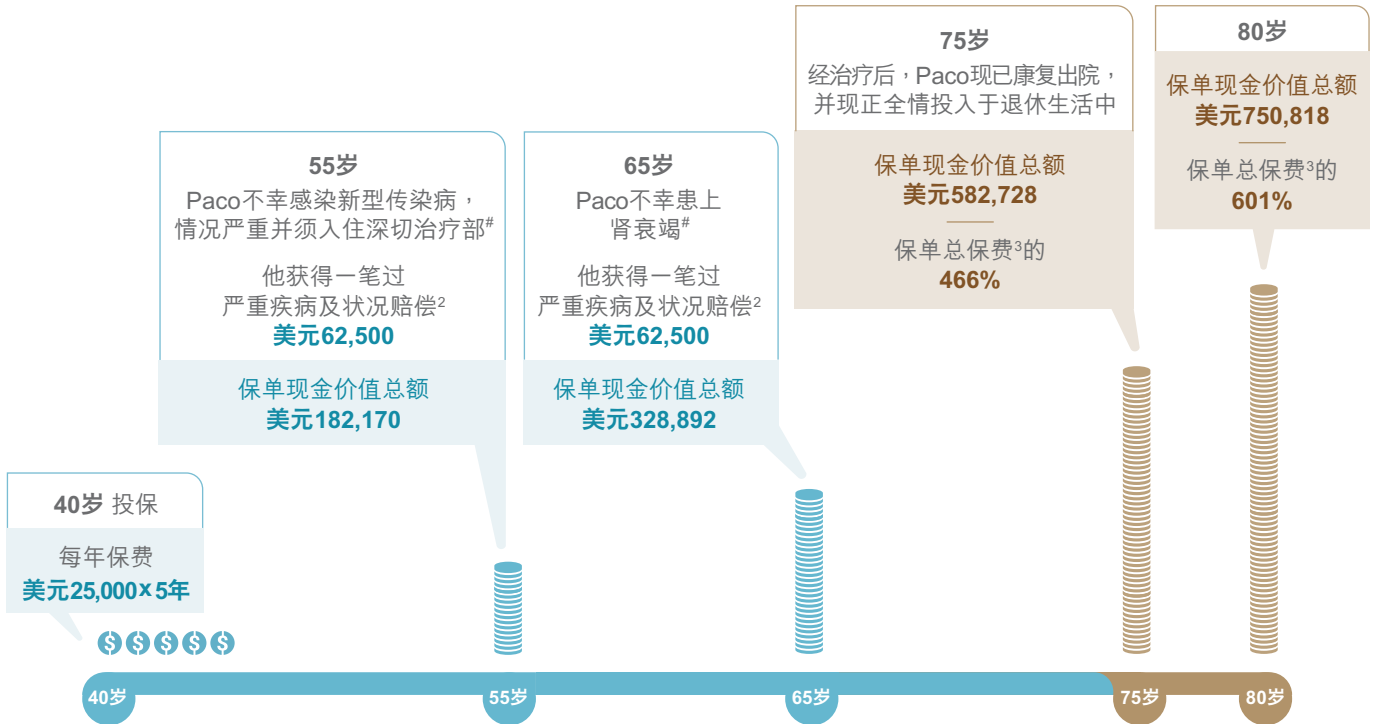 40岁 投保
每年保费
美元25,000 x 5年
55岁
Paco不幸感染新型传染病，
情况严重并须入住深切治疗部#
他获得一笔过
严重疾病及状况赔偿2
美元62,500
保单现金价值总额
美元182,170
65岁
Paco不幸患上
肾衰竭#
他获得一笔过
严重疾病及状况赔偿2
美元62,500
保单现金价值总额
美元328,892
75岁
经治疗后，Paco现已康复出院，
并现正全情投入于退休生活中
保单现金价值总额
美元582,728
保单总保费3的
466%
80岁
保单现金价值总额
美元750,818
保单总保费3的
601%
$ $ $ $ $
40岁
55岁
65岁
75岁
80岁